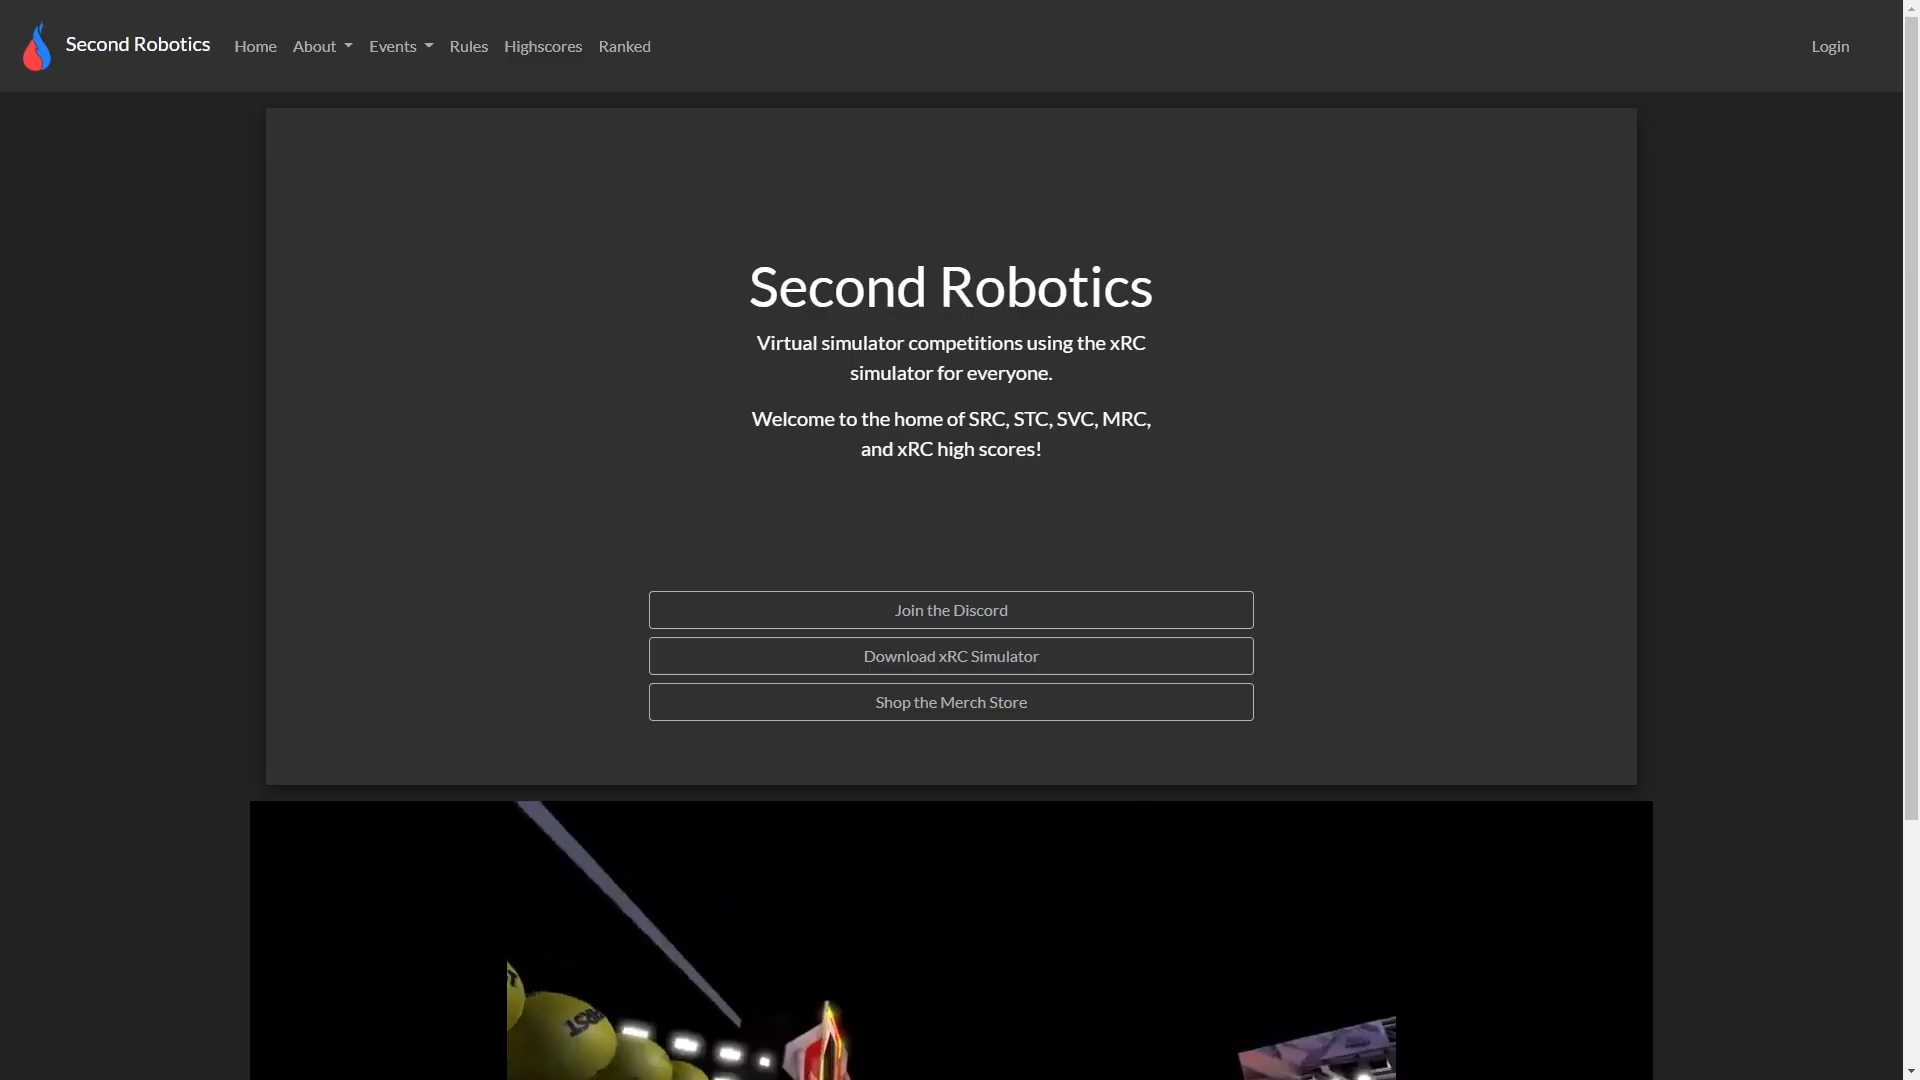 Second Robotics Home About Events Rules Highscores Ranked Login
Second Robotics
Virtual simulator competitions using the xRC
simulator for everyone.
Welcome to the home of SRC, STC, SVC, MRC,
and xRC high scores!
Join the Discord
Download xRC Simulator
Shop the Merch Store
FIRST